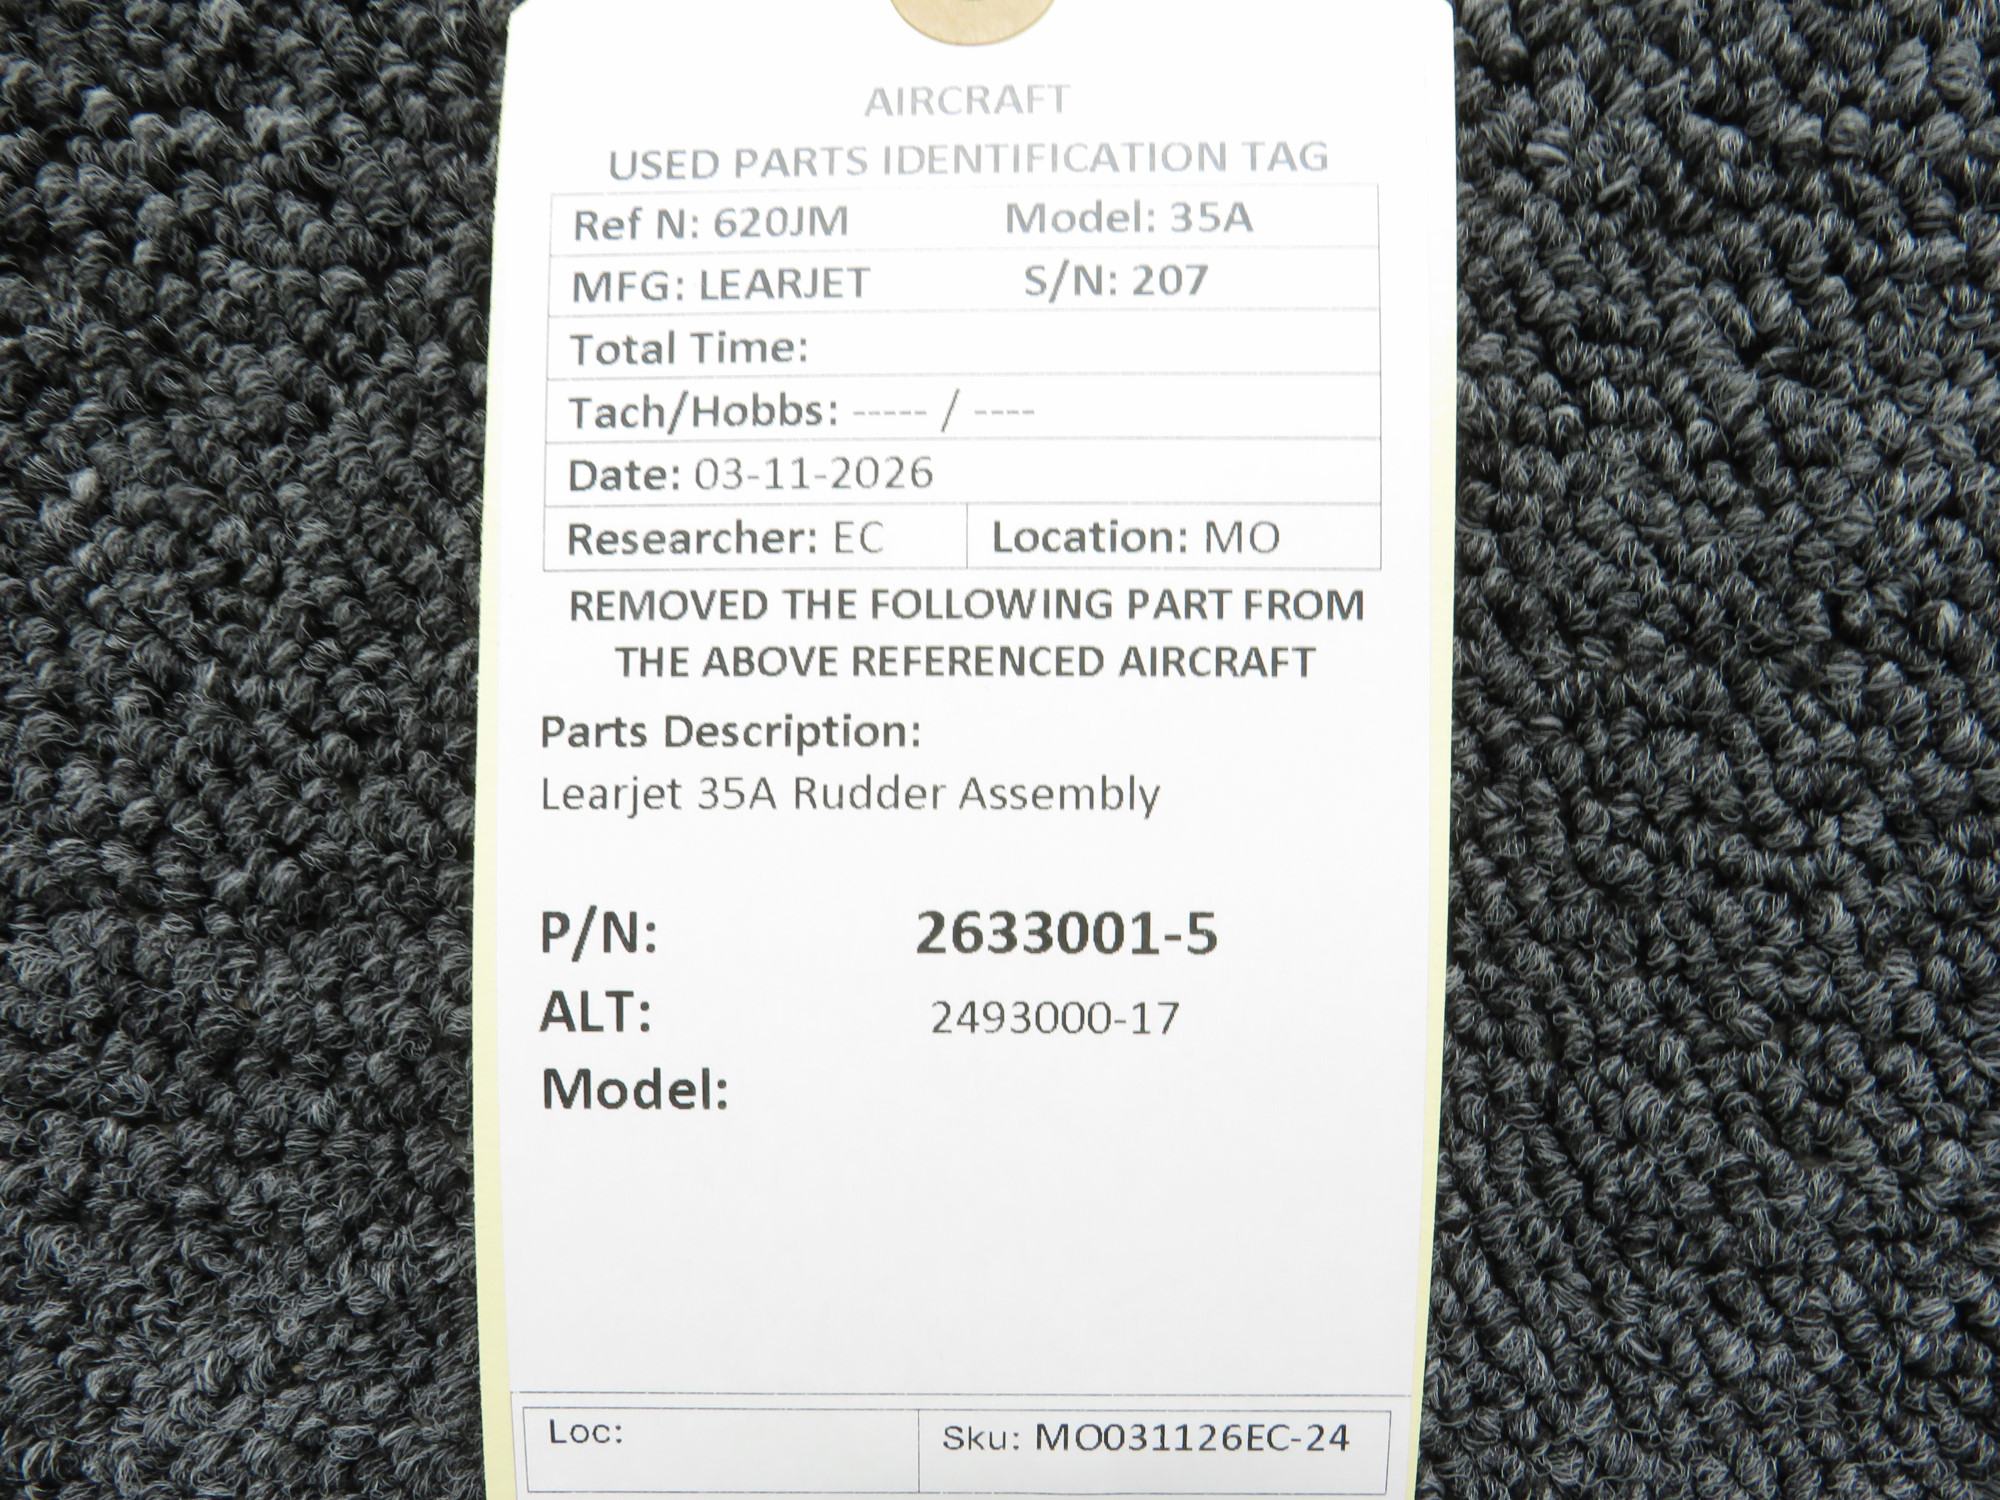 AIRCRAFT
USED PARTS IDENTIFICATION TAG
Ref N: 620JM Model: 35A
MFG: LEARJET S/N: 207
Total Time:
Tach/Hobbs: ----- / ----
Date: 03-11-2026
Researcher: EC Location: MO
REMOVED THE FOLLOWING PART FROM
THE ABOVE REFERENCED AIRCRAFT
Parts Description:
Learjet 35A Rudder Assembly
P/N: 2633001-5
ALT: 2493000-17
Model:
Loc: Sku: MO031126EC-24